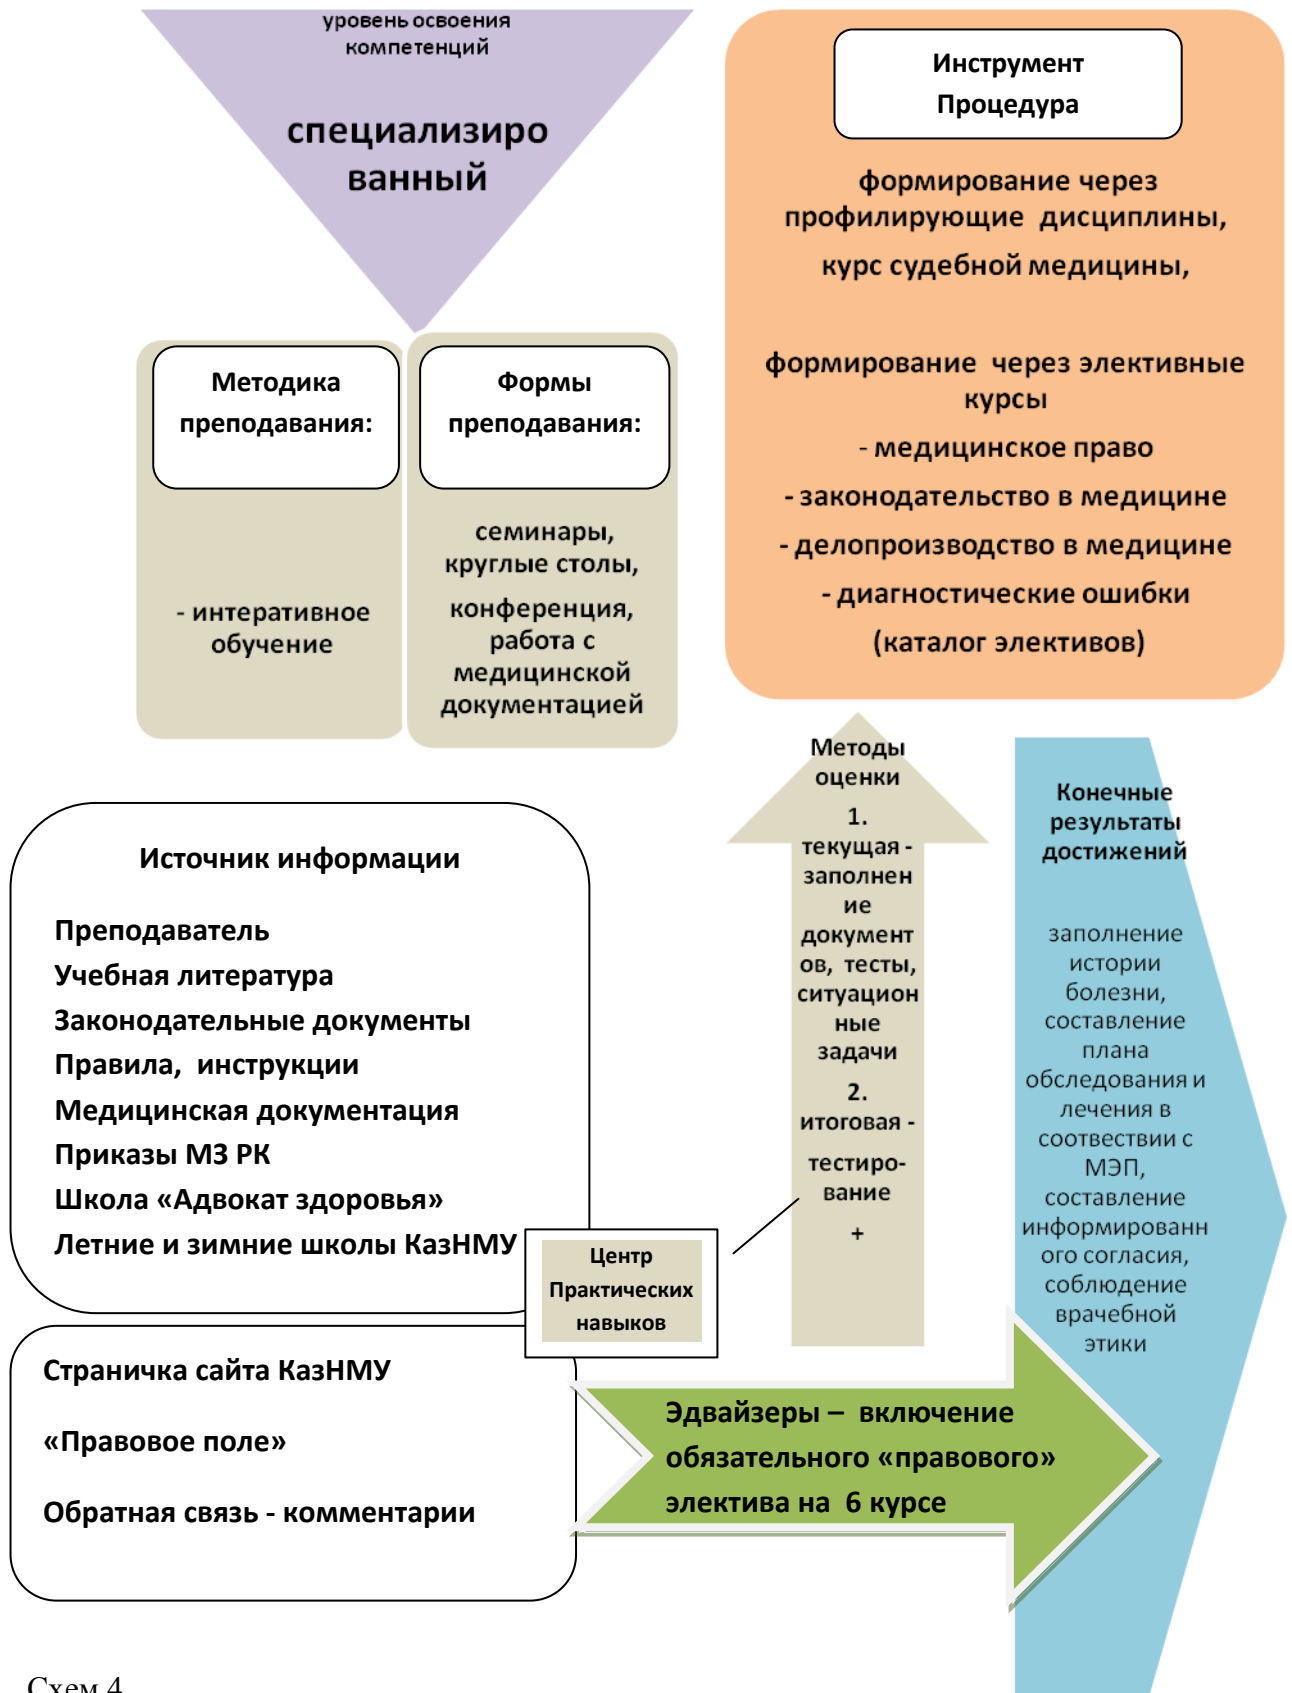 уровень освоения
компетенций
специализиро
ванный
Инструмент
Процедура
формирование через
профилирующие дисциплины,
курс судебной медицины,
формирование через элективные
курсы
- медицинское право
- законодательство в медицине
- делопроизводство в медицине
- диагностические ошибки
(каталог элективов)
Методика
преподавания:
- интеративное
обучение
Формы
преподавания:
семинары,
круглые столы,
конференция,
работа с
медицинской
документацией
Методы
оценки
1.
текущая -
заполнен
ие
документ
ов, тесты,
ситуацион
ные
задачи
2.
итоговая -
тестиро-
вание
+
Конечные
результаты
достижений
заполнение
истории
болезни,
составление
плана
обследования и
лечения в
соотвествии с
МЭП,
составление
информированн
ого согласия,
соблюдение
врачебной
этики
Источник информации
Преподаватель
Учебная литература
Законодательные документы
Правила, инструкции
Медицинская документация
Приказы МЗ РК
Школа «Адвокат здоровья»
Летние и зимние школы КазНМУ
Центр
Практических
навыков
Страничка сайта КазНМУ
«Правовое поле»
Обратная связь - комментарии
Эдвайзеры – включение
обязательного «правового»
электива на 6 курсе
Схем 4